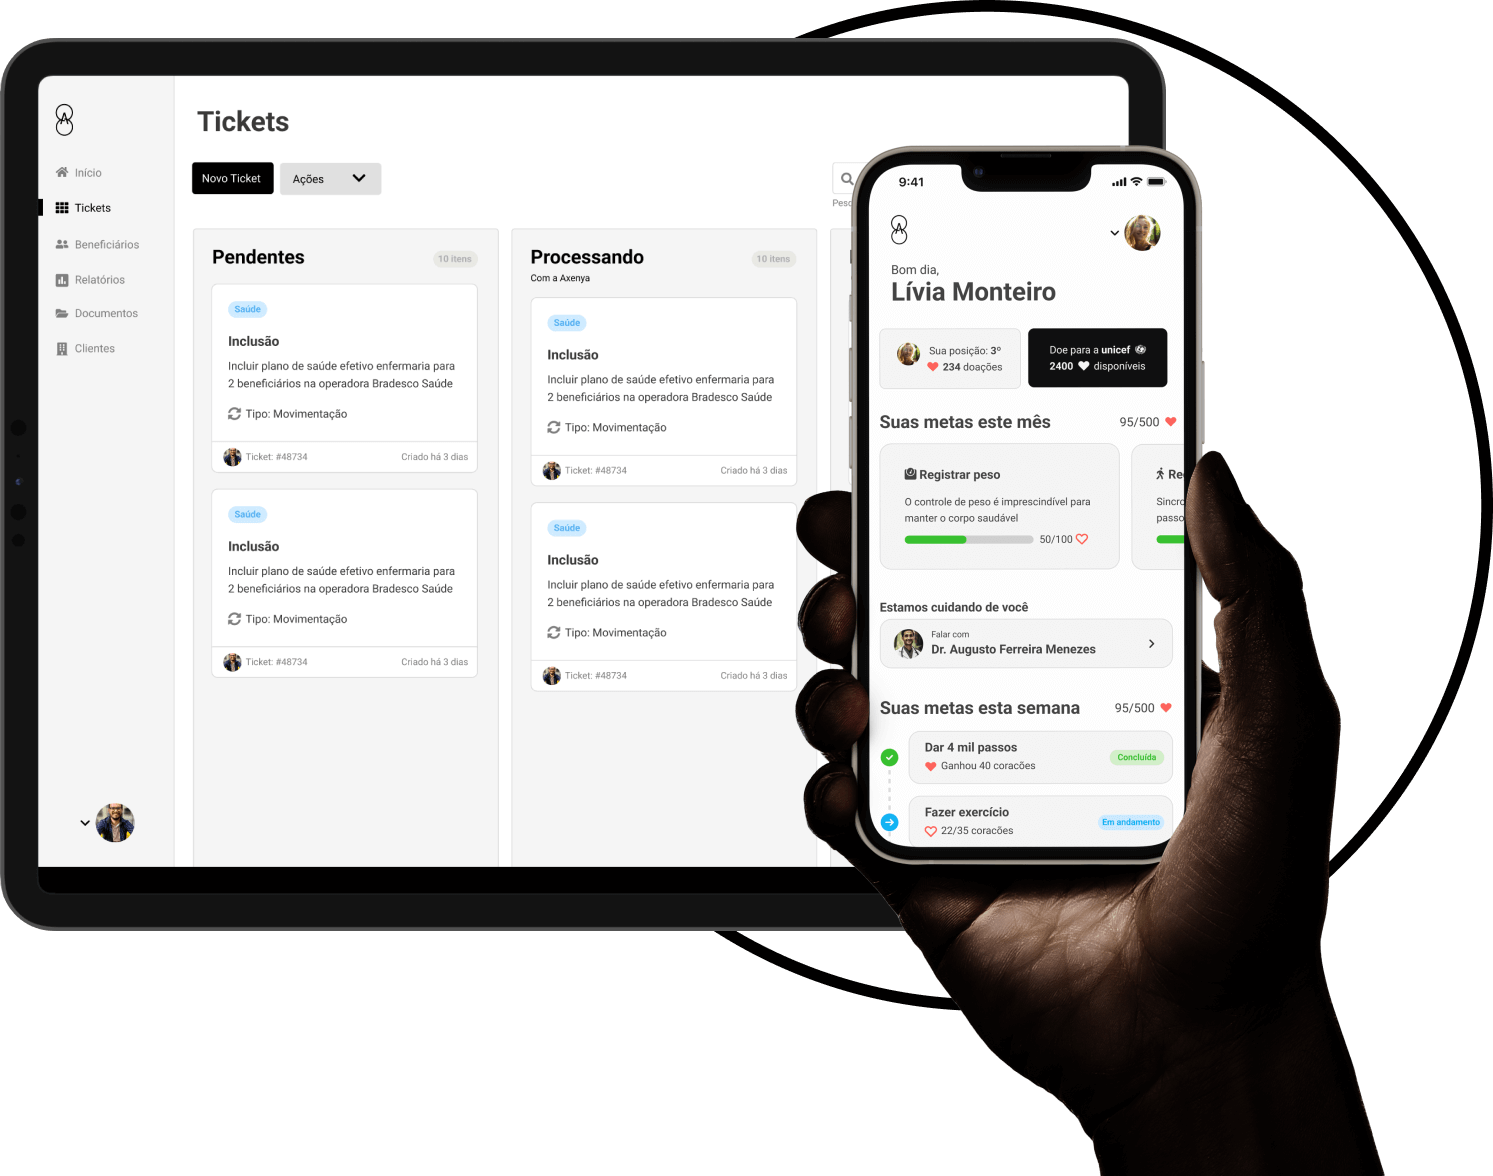 Tickets
Início
Tickets
Beneficiários
Relatórios
Documentos
Clientes
Novo Ticket
Ações
Pendentes
10 itens
Saúde
Inclusão
Incluir plano de saúde efetivo enfermaria para
2 beneficiários na operadora Bradesco Saúde
Tipo: Movimentação
Ticket: #48734
Criado há 3 dias
Saúde
Inclusão
Incluir plano de saúde efetivo enfermaria para
2 beneficiários na operadora Bradesco Saúde
Tipo: Movimentação
Ticket: #48734
Criado há 3 dias
Processando
10 itens
Com a Axenya
Saúde
Inclusão
Incluir plano de saúde efetivo enfermaria para
2 beneficiários na operadora Bradesco Saúde
Tipo: Movimentação
Ticket: #48734
Criado há 3 dias
Saúde
Inclusão
Incluir plano de saúde efetivo enfermaria para
2 beneficiários na operadora Bradesco Saúde
Tipo: Movimentação
Ticket: #48734
Criado há 3 dias
9:41
Bom dia,
Lívia Monteiro
Sua posição: 3º
234 doações
Doe para a unicef
2400 disponíveis
Suas metas este mês
95/500
Registrar peso
O controle de peso é imprescindível para
manter o corpo saudável
50/100
Estamos cuidando de você
Falar com
Dr. Augusto Ferreira Menezes
Suas metas esta semana
95/500
Dar 4 mil passos
Ganhou 40 coracões
Concluída
Fazer exercício
22/35 coracões
Em andamento